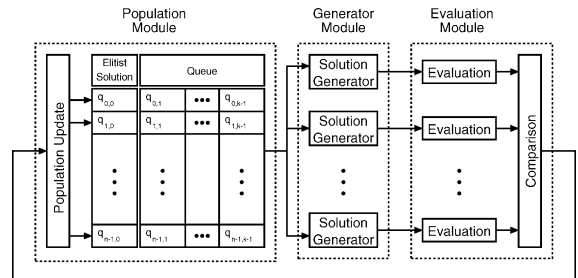 Population
Module
Generator
Module
Evaluation
Module
Population Update
Elitist
Solution
Queue
q0,0 q0,1 ••• q0,k-1
q1,0 q1,1 ••• q1,k-1
qn-1,0 qn-1,1 ••• qn-1,k-1
Solution
Generator
Solution
Generator
Solution
Generator
Evaluation
Evaluation
Evaluation
Comparison